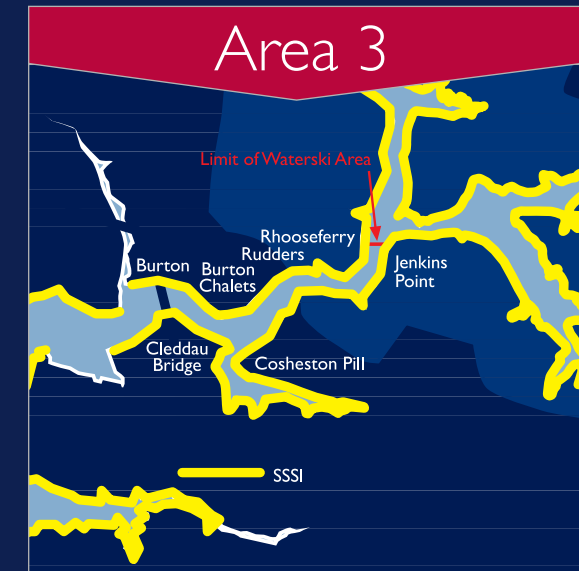 Area 3
Limit of Waterski Area
Rhooseferry
Rudders
Jenkins
Point
Burton
Burton
Chalets
Cleddau
Bridge
Cosheston Pill
SSSI